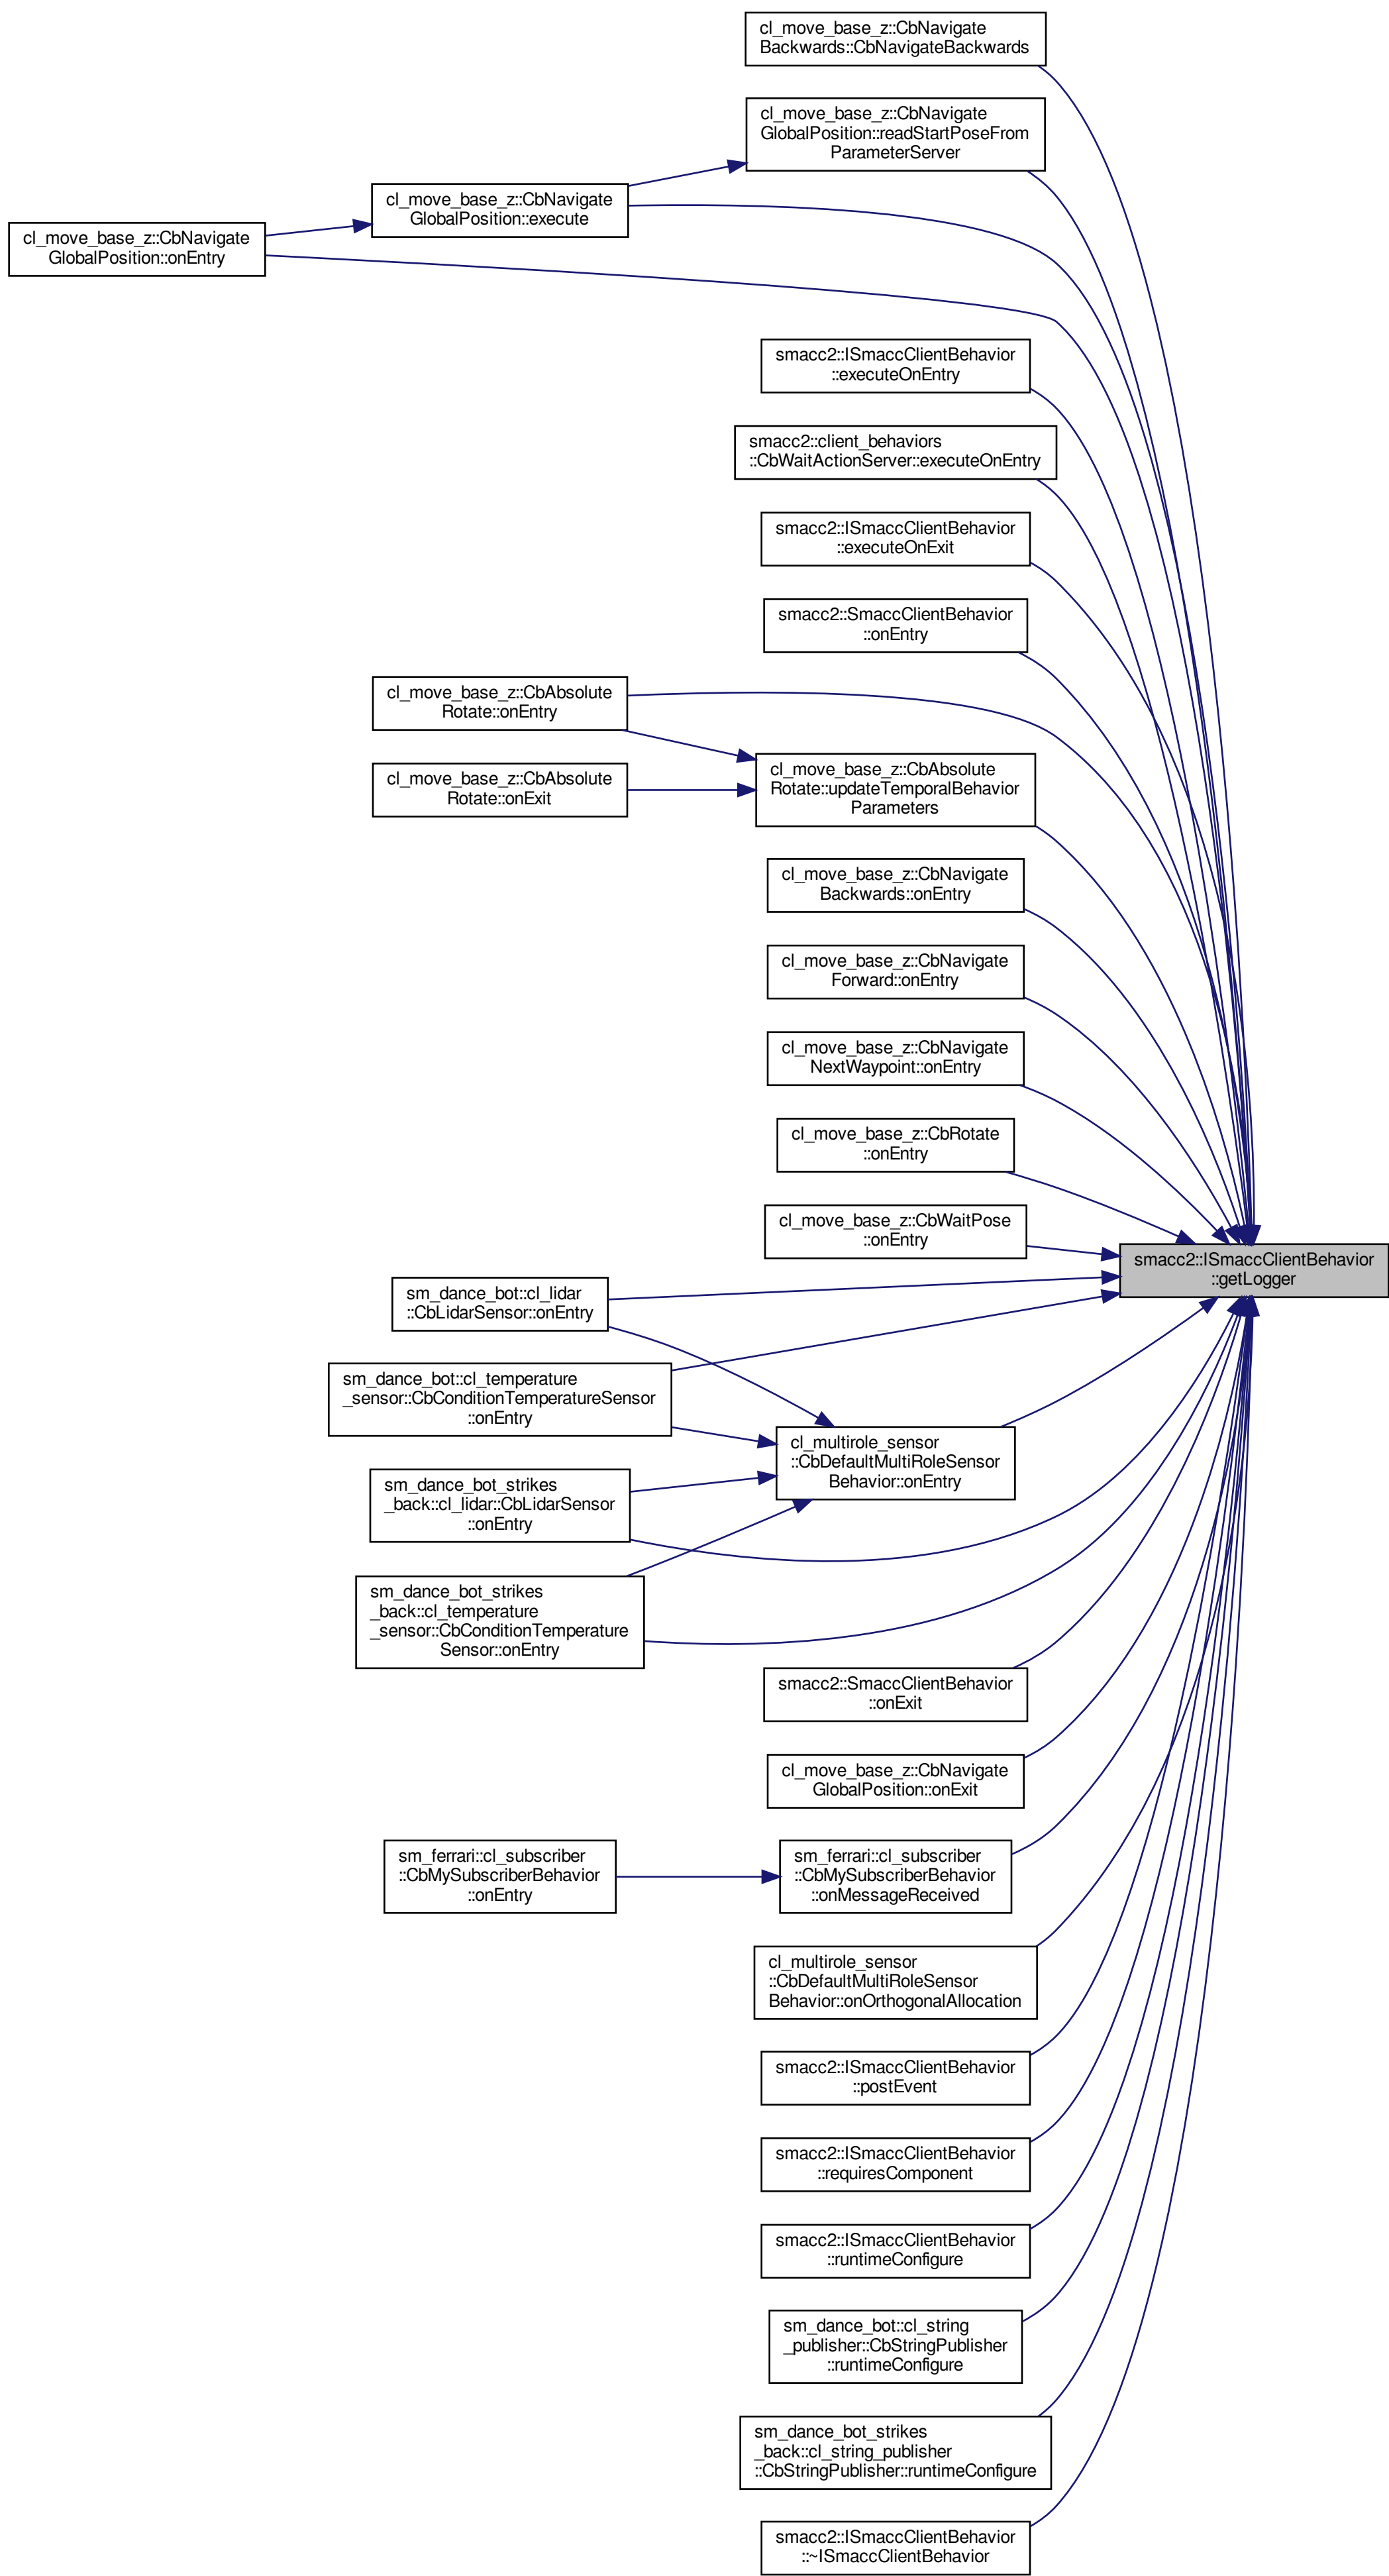 cl_move_base_z::CbNavigate
Backwards::CbNavigateBackwards
cl_move_base_z::CbNavigate
GlobalPosition::readStartPoseFrom
ParameterServer
cl_move_base_z::CbNavigate
GlobalPosition::execute
cl_move_base_z::CbNavigate
GlobalPosition::onEntry
smacc2::ISmaccClientBehavior
::executeOnEntry
smacc2::client_behaviors
::CbWaitActionServer::executeOnEntry
smacc2::ISmaccClientBehavior
::executeOnExit
smacc2::SmaccClientBehavior
::onEntry
cl_move_base_z::CbAbsolute
Rotate::onEntry
cl_move_base_z::CbAbsolute
Rotate::onExit
cl_move_base_z::CbAbsolute
Rotate::updateTemporalBehavior
Parameters
cl_move_base_z::CbNavigate
Backwards::onEntry
cl_move_base_z::CbNavigate
Forward::onEntry
cl_move_base_z::CbNavigate
NextWaypoint::onEntry
cl_move_base_z::CbRotate
::onEntry
cl_move_base_z::CbWaitPose
::onEntry
smacc2::ISmaccClientBehavior
::getLogger
sm_dance_bot::cl_lidar
::CbLidarSensor::onEntry
sm_dance_bot::cl_temperature
_sensor::CbConditionTemperatureSensor
::onEntry
cl_multirole_sensor
::CbDefaultMultiRoleSensor
Behavior::onEntry
sm_dance_bot_strikes
_back::cl_lidar::CbLidarSensor
::onEntry
sm_dance_bot_strikes
_back::cl_temperature
_sensor::CbConditionTemperature
Sensor::onEntry
smacc2::SmaccClientBehavior
::onExit
cl_move_base_z::CbNavigate
GlobalPosition::onExit
sm_ferrari::cl_subscriber
::CbMySubscriberBehavior
::onEntry
sm_ferrari::cl_subscriber
::CbMySubscriberBehavior
::onMessageReceived
cl_multirole_sensor
::CbDefaultMultiRoleSensor
Behavior::onOrthogonalAllocation
smacc2::ISmaccClientBehavior
::postEvent
smacc2::ISmaccClientBehavior
::requiresComponent
smacc2::ISmaccClientBehavior
::runtimeConfigure
sm_dance_bot::cl_string
_publisher::CbStringPublisher
::runtimeConfigure
sm_dance_bot_strikes
_back::cl_string_publisher
::CbStringPublisher::runtimeConfigure
smacc2::ISmaccClientBehavior
::~ISmaccClientBehavior